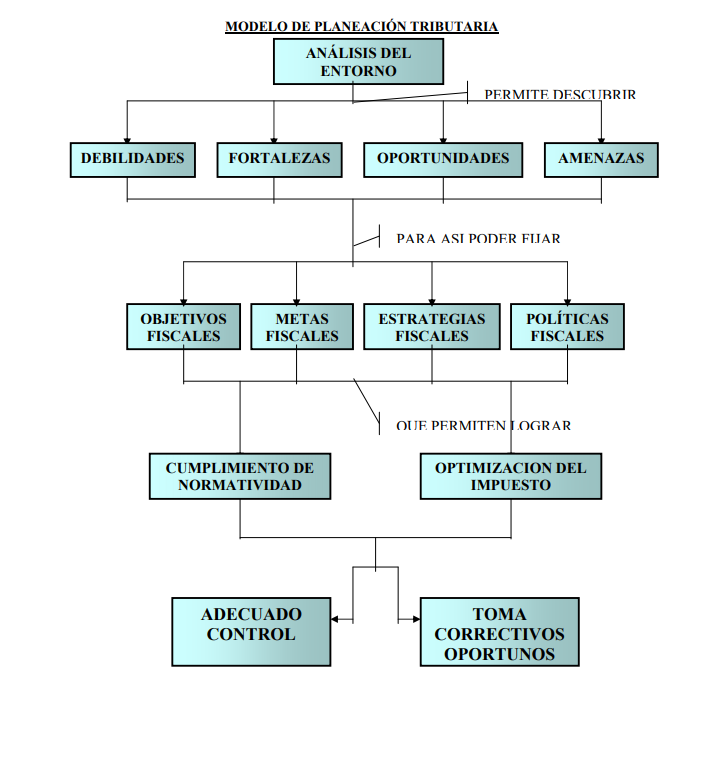 MODELO DE PLANEACIÓN TRIBUTARIA
ANÁLISIS DEL
ENTORNO
PERMITE DESCUBRIR
DEBILIDADES
FORTALEZAS
OPORTUNIDADES
AMENAZAS
PARA ASI PODER FIJAR
OBJETIVOS
FISCALES
METAS
FISCALES
ESTRATEGIAS
FISCALES
POLÍTICAS
FISCALES
QUE PERMITEN LOGRAR
CUMPLIMIENTO DE
NORMATIVIDAD
OPTIMIZACION DEL
IMPUESTO
ADECUADO
CONTROL
TOMA
CORRECTIVOS
OPORTUNOS